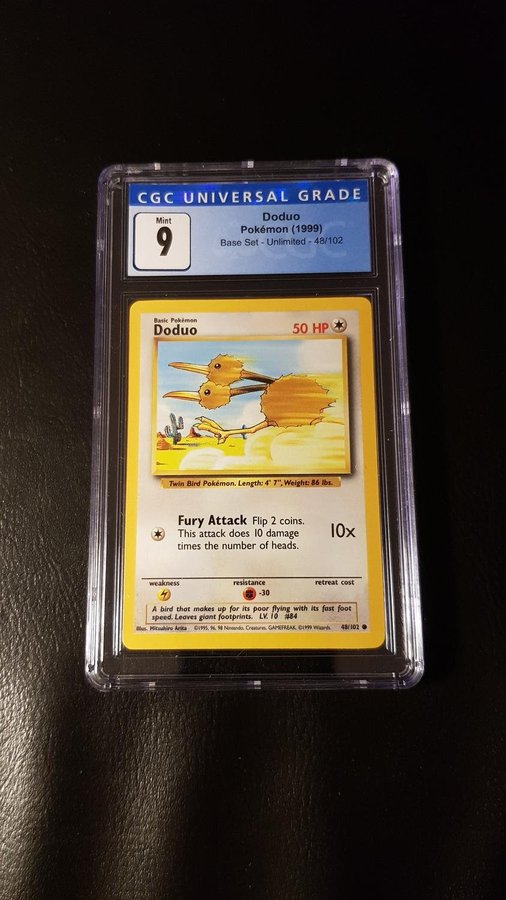 CGC UNIVERSAL GRADE
Mint
9
Doduo
Pokémon (1999)
Base Set - Unlimited - 48/102
Basic Pokémon
Doduo
50 HP
Twin Bird Pokémon. Length: 4' 7", Weight: 86 lbs.
Fury Attack Flip 2 coins.
This attack does 10 damage
times the number of heads.
10x
weakness
resistance
retreat cost
-30
A bird that makes up for its poor flying with its fast foot
speed. Leaves giant footprints. LV. 10 #84
Illus. Mitsuhiro Arita
©1995, 96, 98 Nintendo, Creatures, GAMEFREAK. ©1999 Wizards.
48/102